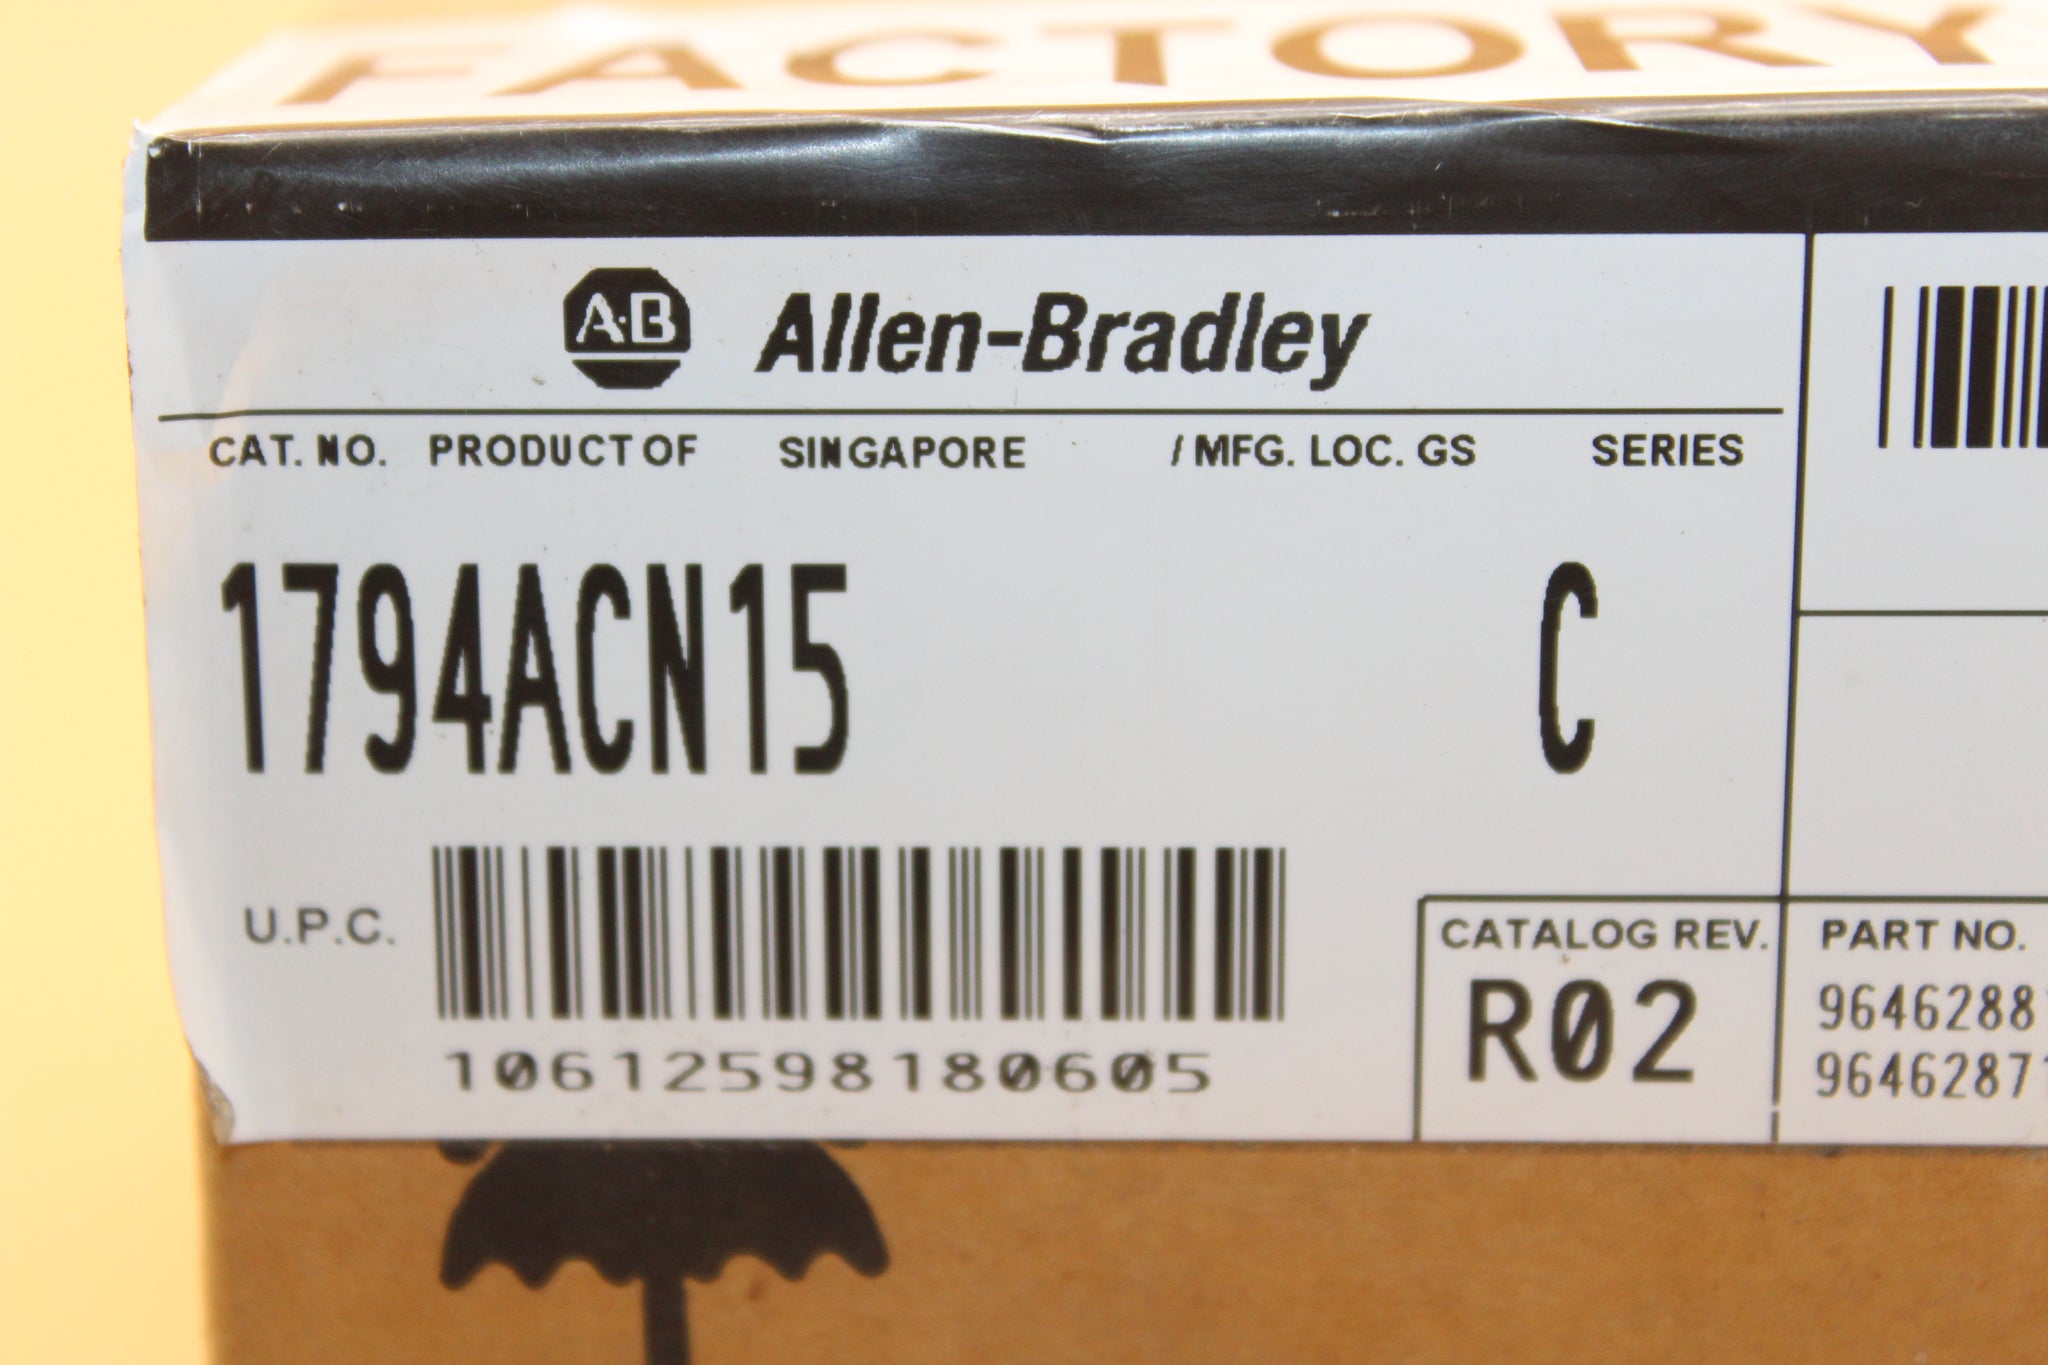 FACTORY
A-B Allen-Bradley
CAT. NO. PRODUCT OF SINGAPORE / MFG. LOC. GS SERIES
1794ACN15 C
U.P.C.
10612598180605
CATALOG REV.
R02
PART NO.
9646288
9646287